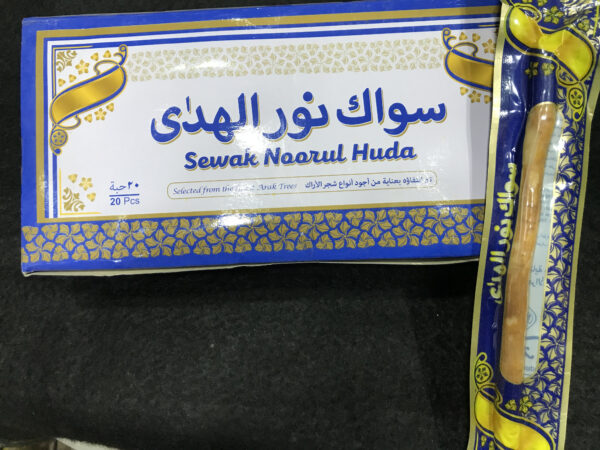 سواك نور الهدى
Sewak Noorul Huda
٢٠ حبة
20 Pcs
Selected from the Arak Trees
تم انتقاؤه بعناية من أجود أنواع شجر الأراك
سواك نور الهدى